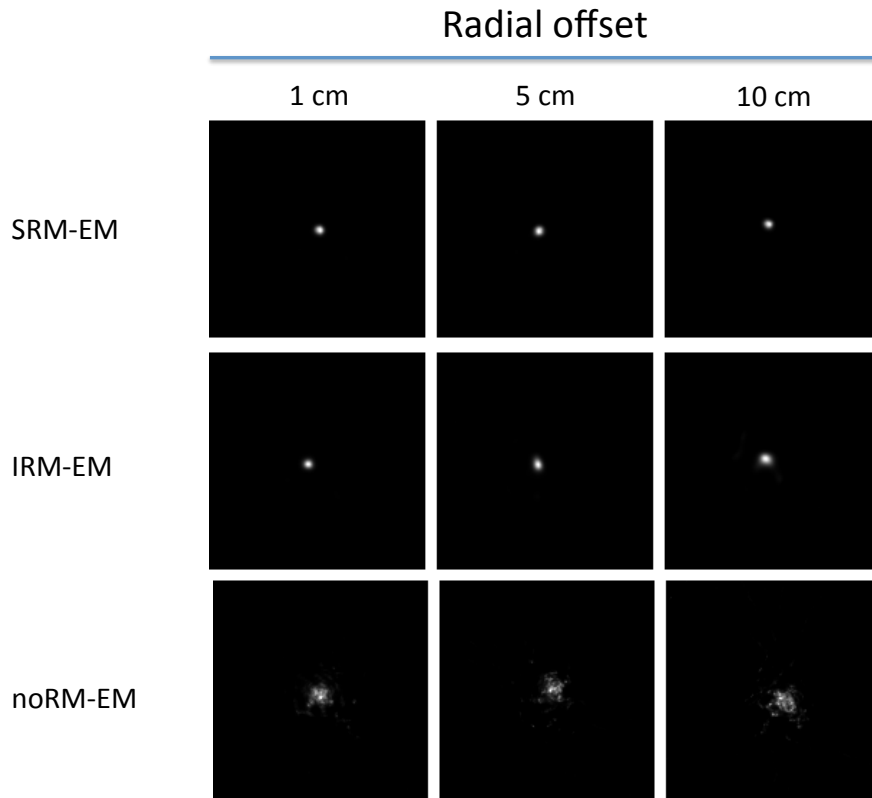 Radial offset
1 cm 5 cm 10 cm
SRM-EM
IRM-EM
noRM-EM